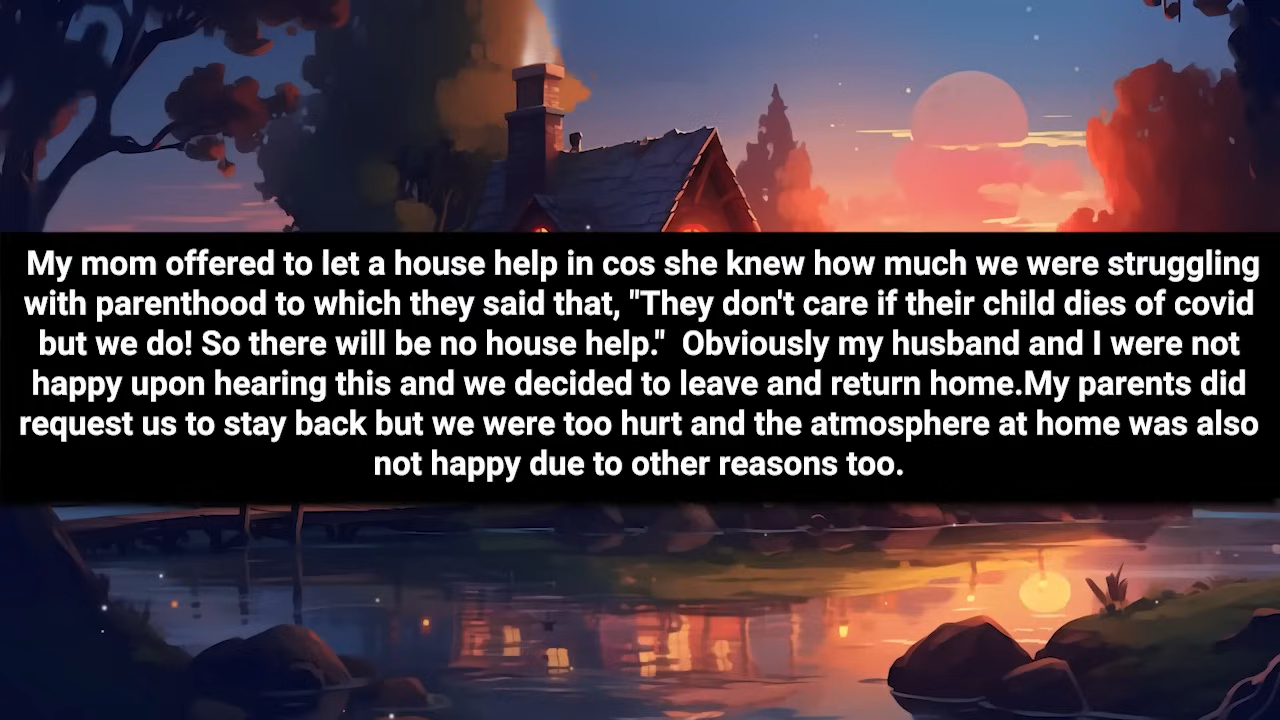 My mom offered to let a house help in cos she knew how much we were struggling
with parenthood to which they said that, "They don't care if their child dies of covid
but we do! So there will be no house help."  Obviously my husband and I were not
happy upon hearing this and we decided to leave and return home.My parents did
request us to stay back but we were too hurt and the atmosphere at home was also
not happy due to other reasons too.